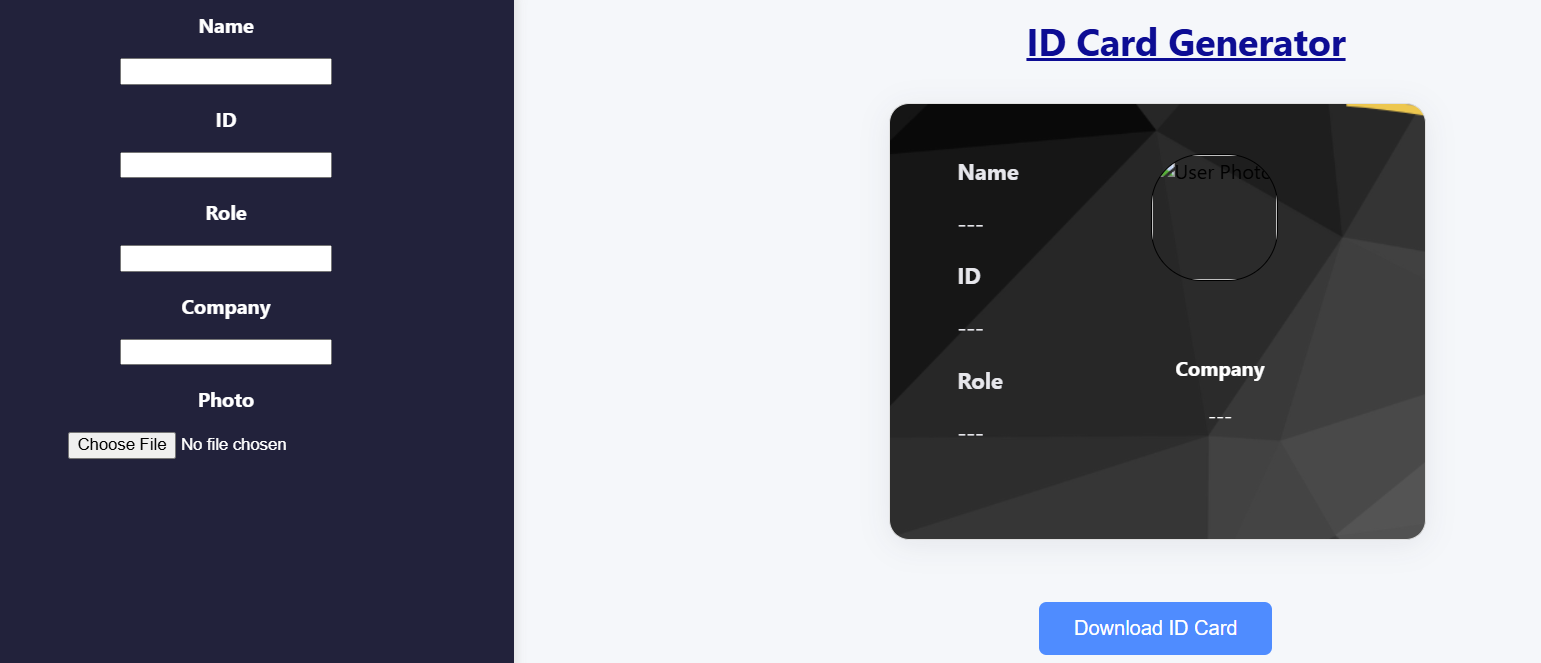 Name
ID
Role
Company
Photo
Choose File No file chosen
ID Card Generator
Name
---
ID
---
Role
---
User Photo
Company
---
Download ID Card